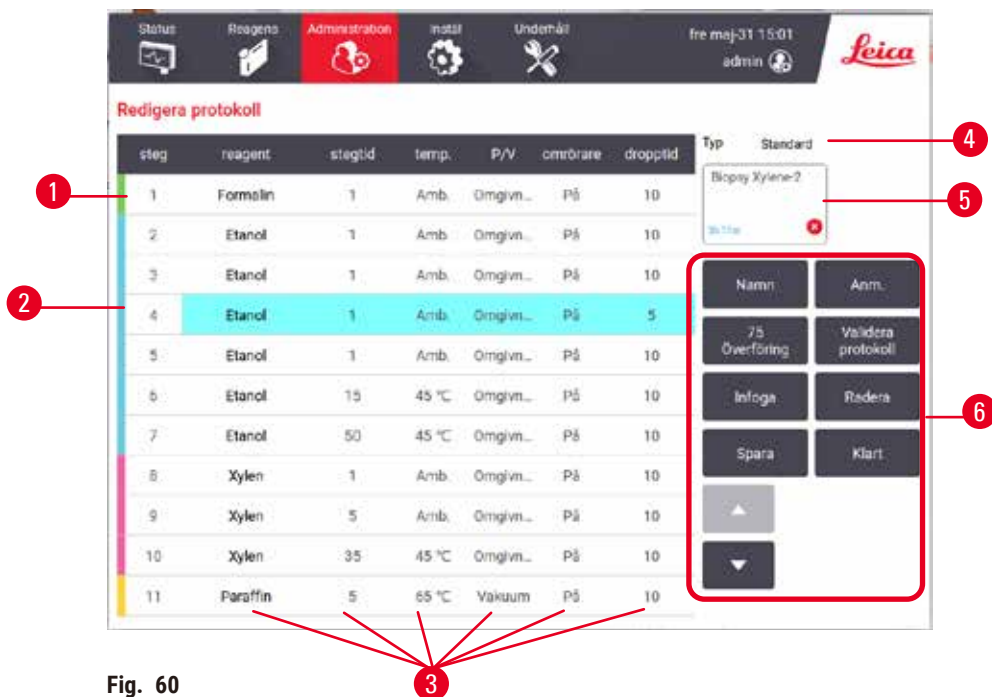 Status Reagens Administration Inställ Underhåll fre maj-31 15:01
admin Leica
Redigera protokoll
steg reagent stegtid temp. P/V omrörare dropptid
Typ Standard 4
1 1 Formalin 1 Amb. Omgivn... På 10
Biopsy Xylene-2 5
2 Etanol 1 Amb. Omgivn... På 10
3 Etanol 1 Amb. Omgivn... På 10
Namn Anm.
2 4 Etanol 1 Amb. Omgivn... På 5
75 Validera
Överföring protokoll
5 Etanol 1 Amb. Omgivn... På 10
6 Etanol 15 45 °C Omgivn... På 10
Infoga Radera 6
7 Etanol 50 45 °C Omgivn... På 10
Spara Klart
8 Xylen 1 Amb. Omgivn... På 10
9 Xylen 5 Amb. Omgivn... På 10
10 Xylen 35 45 °C Omgivn... På 10
11 Paraffin 5 65 °C Vakuum På 10
Fig. 60 3